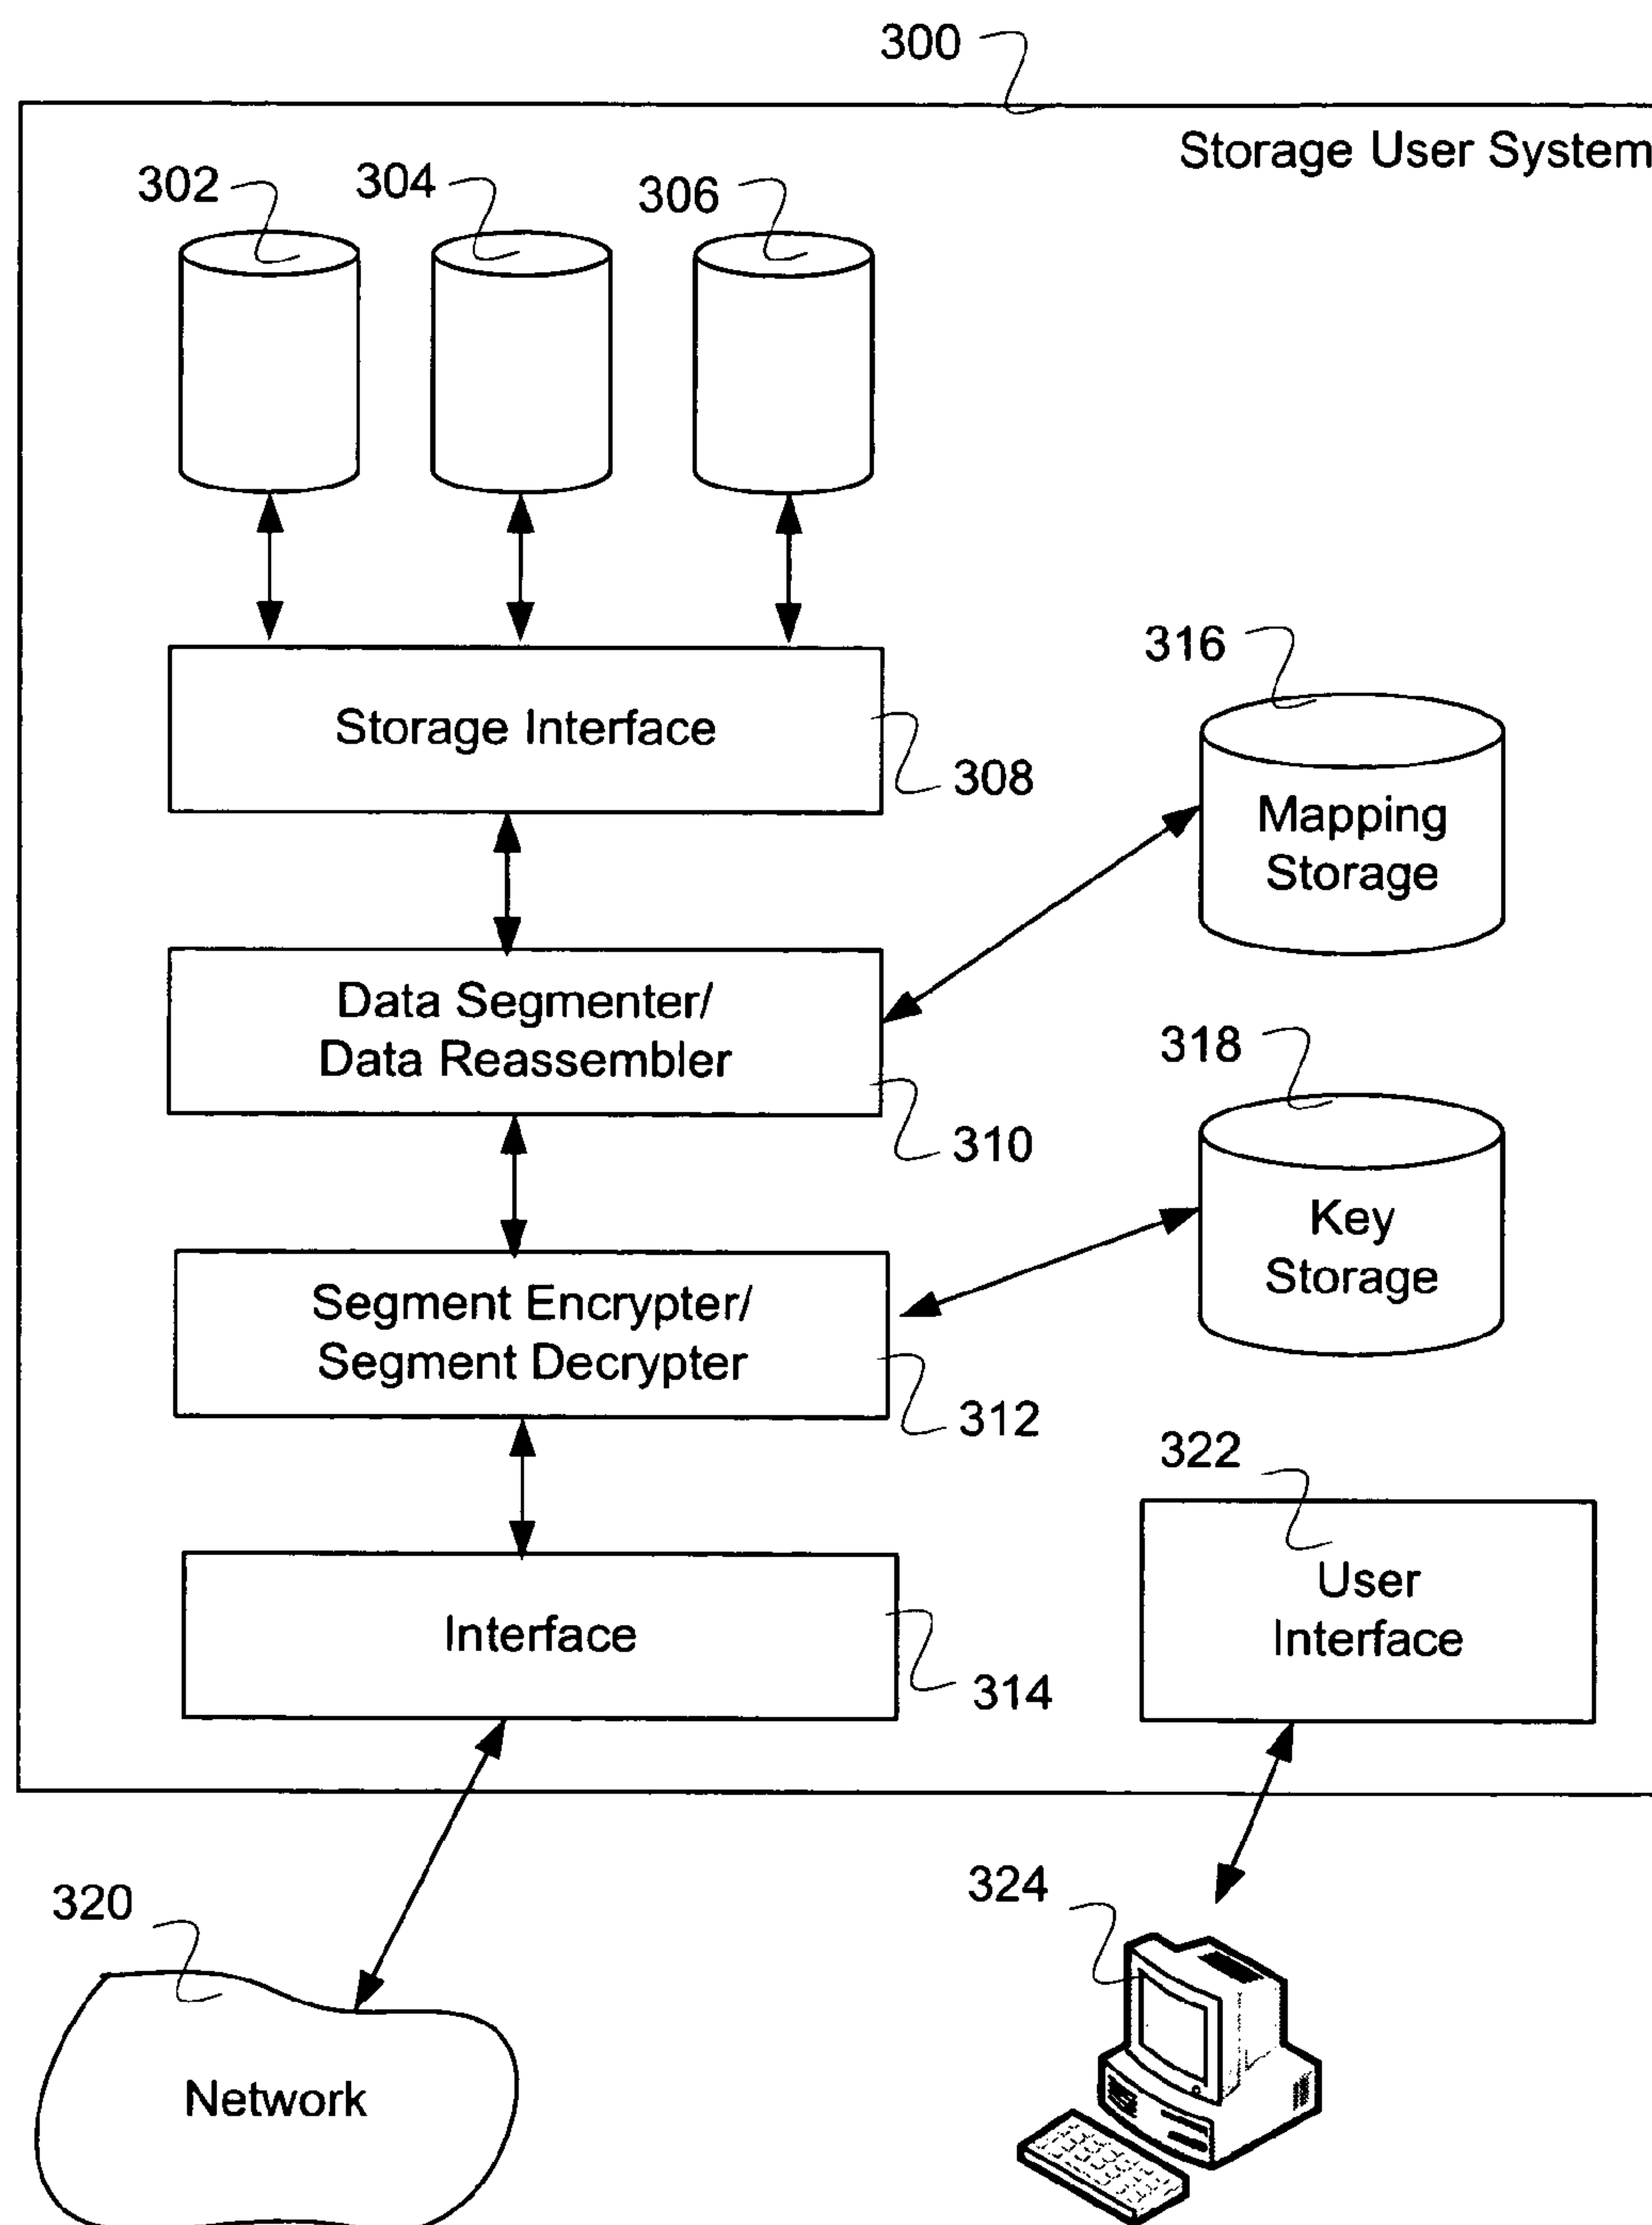 300
Storage User System
302
304
306
Storage Interface
308
316
Mapping
Storage
Data Segmenter/
Data Reassembler
310
318
Key
Storage
Segment Encrypter/
Segment Decrypter
312
322
User
Interface
Interface
314
320
324
Network